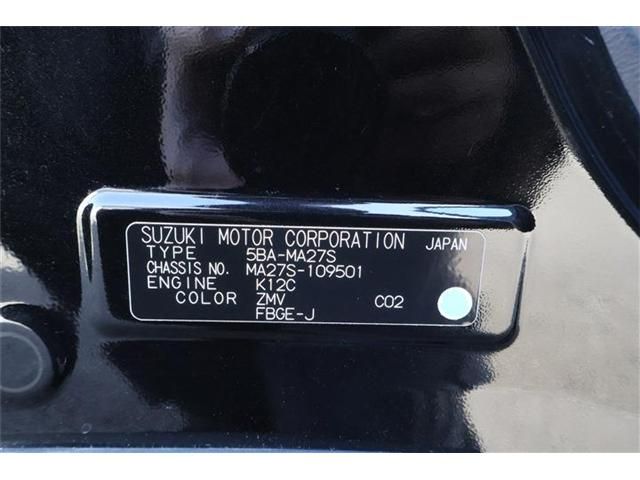 SUZUKI MOTOR CORPORATION JAPAN
TYPE 5BA-MA27S
CHASSIS NO. MA27S-109501
ENGINE K12C
COLOR ZMV C02
FBGE-J